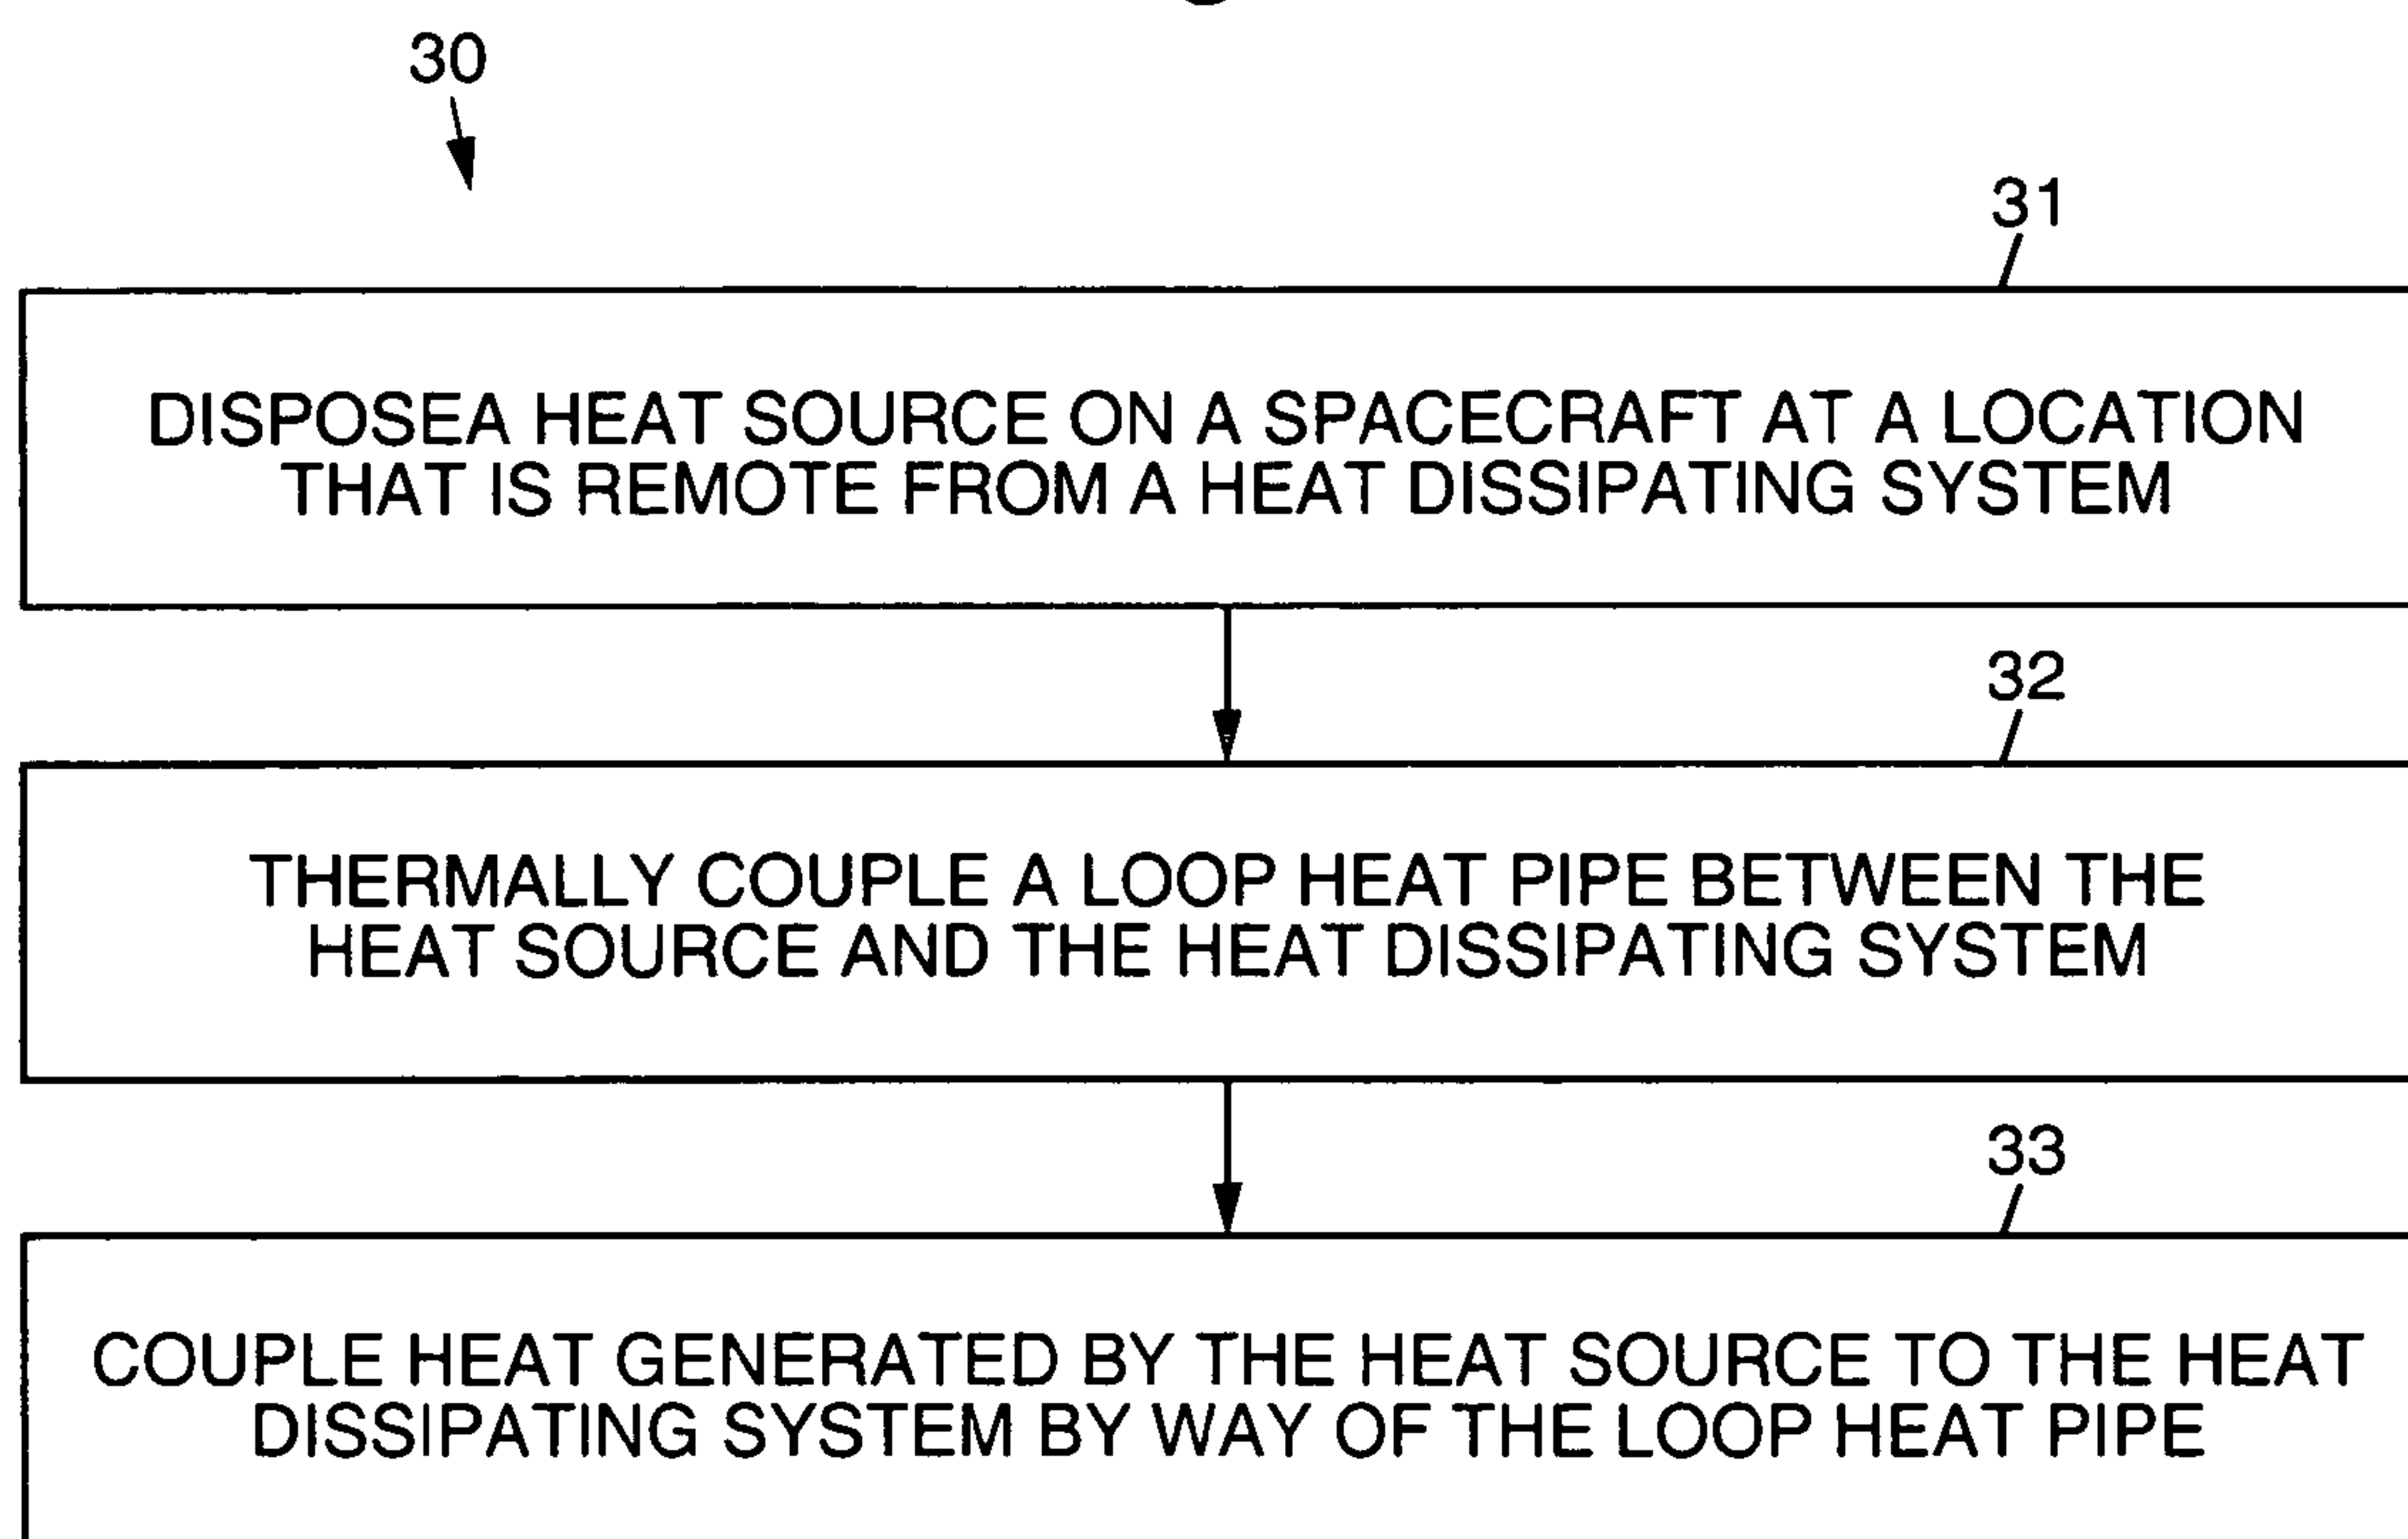 30
31
DISPOSEA HEAT SOURCE ON A SPACECRAFT AT A LOCATION
THAT IS REMOTE FROM A HEAT DISSIPATING SYSTEM
32
THERMALLY COUPLE A LOOP HEAT PIPE BETWEEN THE
HEAT SOURCE AND THE HEAT DISSIPATING SYSTEM
33
COUPLE HEAT GENERATED BY THE HEAT SOURCE TO THE HEAT
DISSIPATING SYSTEM BY WAY OF THE LOOP HEAT PIPE